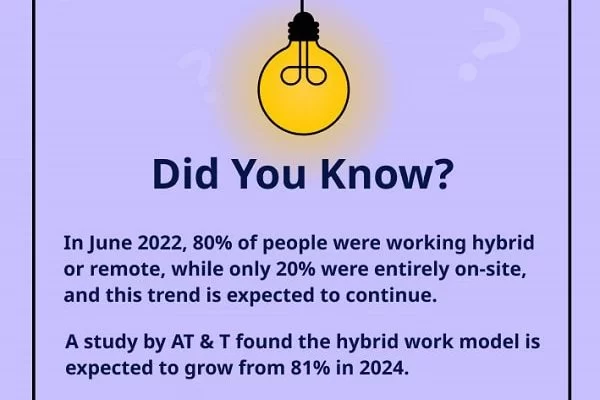 Did You Know?
In June 2022, 80% of people were working hybrid
or remote, while only 20% were entirely on-site,
and this trend is expected to continue.
A study by AT & T found the hybrid work model is
expected to grow from 81% in 2024.